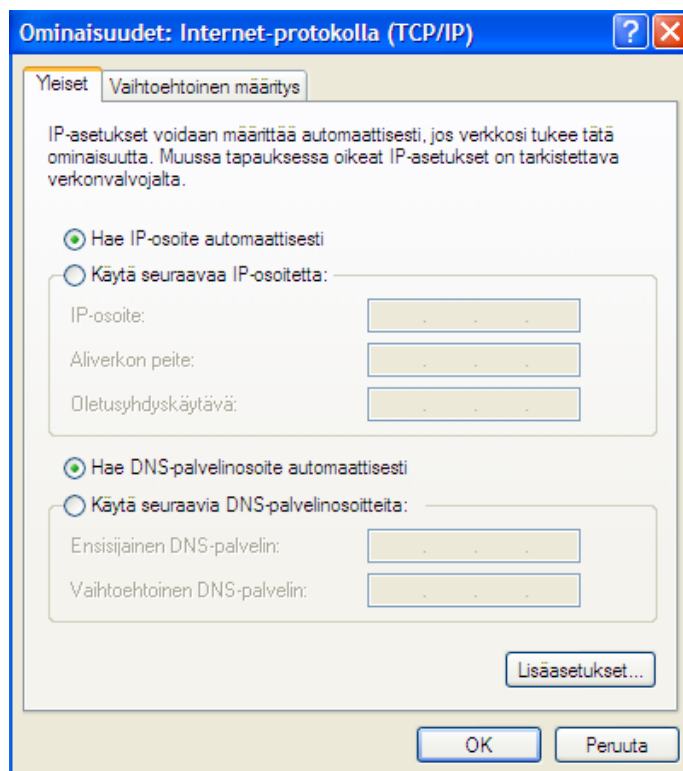 Ominaisuudet: Internet-protokolla (TCP/IP)
Yleiset
Vaihtoehtoinen määritys
IP-asetukset voidaan määrittää automaattisesti, jos verkkosi tukee tätä
ominaisuutta. Muussa tapauksessa oikeat IP-asetukset on tarkistettava
verkonvalvojalta.
Hae IP-osoite automaattisesti
Käytä seuraavaa IP-osoitetta:
IP-osoite:
Aliverkon peite:
Oletusyhdyskäytävä:
Hae DNS-palvelinosoite automaattisesti
Käytä seuraavia DNS-palvelinosoitteita:
Ensisijainen DNS-palvelin:
Vaihtoehtoinen DNS-palvelin:
Lisäasetukset...
OK
Peruuta